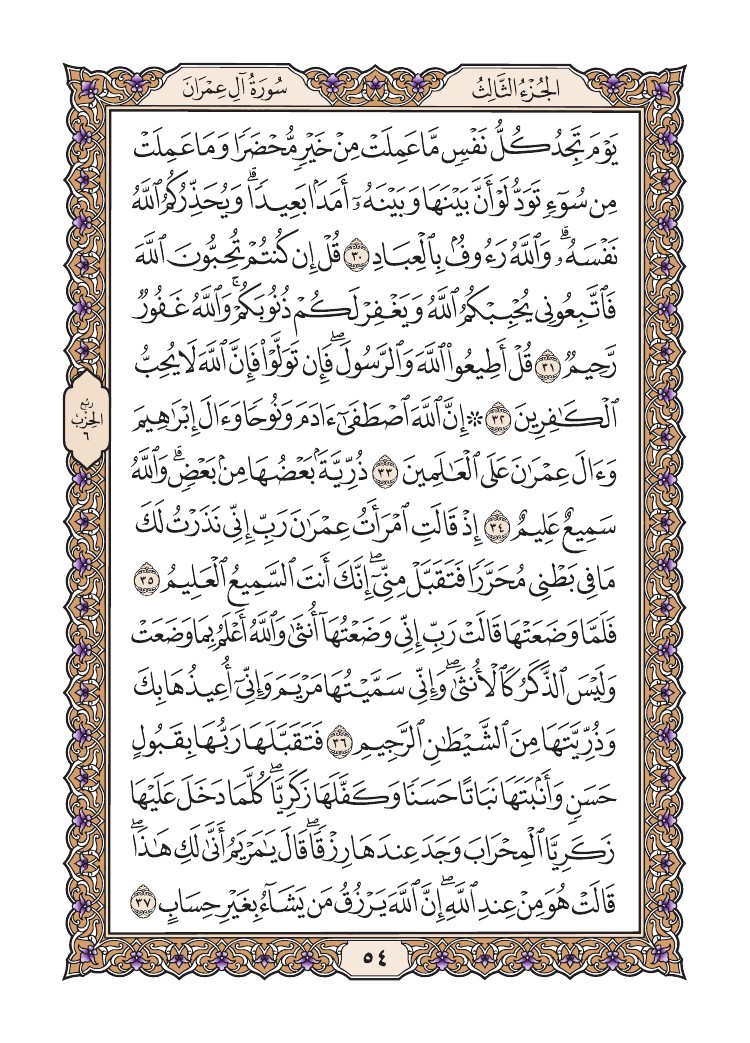 الجُزْءُ الثَّالِثُ
سُورَةُ آلِ عِمْرَانَ
يَوْمَ تَجِدُ كُلُّ نَفْسٍ مَّا عَمِلَتْ مِنْ خَيْرٍ مُّحْضَرًا وَمَا عَمِلَتْ
مِن سُوٓءٍ تَوَدُّ لَوْ أَنَّ بَيْنَهَا وَبَيْنَهُۥٓ أَمَدَۢا بَعِيدًاۗ وَيُحَذِّرُكُمُ ٱللَّهُ
نَفْسَهُۥۗ وَٱللَّهُ رَءُوفُۢ بِٱلْعِبَادِ ٣٠ قُلْ إِن كُنتُمْ تُحِبُّونَ ٱللَّهَ
فَٱتَّبِعُونِي يُحْبِبْكُمُ ٱللَّهُ وَيَغْفِرْ لَكُمْ ذُنُوبَكُمْۚ وَٱللَّهُ غَفُورٌ
رَّحِيمٌ ٣١ قُلْ أَطِيعُوا۟ ٱللَّهَ وَٱلرَّسُولَۖ فَإِن تَوَلَّوْا۟ فَإِنَّ ٱللَّهَ لَا يُحِبُّ
ٱلْكَـٰفِرِينَ ٣٢ ۞ إِنَّ ٱللَّهَ ٱصْطَفَىٰٓ ءَادَمَ وَنُوحًا وَءَالَ إِبْرَٰهِيمَ
وَءَالَ عِمْرَٰنَ عَلَى ٱلْعَـٰلَمِينَ ٣٣ ذُرِّيَّةَۢ بَعْضُهَا مِنۢ بَعْضٍۗ وَٱللَّهُ
سَمِيعٌ عَلِيمٌ ٣٤ إِذْ قَالَتِ ٱمْرَأَتُ عِمْرَٰنَ رَبِّ إِنِّي نَذَرْتُ لَكَ
مَا فِي بَطْنِي مُحَرَّرًا فَتَقَبَّلْ مِنِّيٓۖ إِنَّكَ أَنتَ ٱلسَّمِيعُ ٱلْعَلِيمُ ٣٥
فَلَمَّا وَضَعَتْهَا قَالَتْ رَبِّ إِنِّي وَضَعْتُهَآ أُنثَىٰ وَٱللَّهُ أَعْلَمُ بِمَا وَضَعَتْ
وَلَيْسَ ٱلذَّكَرُ كَٱلْأُنثَىٰۖ وَإِنِّي سَمَّيْتُهَا مَرْيَمَ وَإِنِّيٓ أُعِيذُهَا بِكَ
وَذُرِّيَّتَهَا مِنَ ٱلشَّيْطَـٰنِ ٱلرَّجِيمِ ٣٦ فَتَقَبَّلَهَا رَبُّهَا بِقَبُولٍ
حَسَنٍ وَأَنۢبَتَهَا نَبَاتًا حَسَنًا وَكَفَّلَهَا زَكَرِيَّاۖ كُلَّمَا دَخَلَ عَلَيْهَا
زَكَرِيَّا ٱلْمِحْرَابَ وَجَدَ عِندَهَا رِزْقًاۖ قَالَ يَـٰمَرْيَمُ أَنَّىٰ لَكِ هَـٰذَاۖ
قَالَتْ هُوَ مِنْ عِندِ ٱللَّهِۖ إِنَّ ٱللَّهَ يَرْزُقُ مَن يَشَآءُ بِغَيْرِ حِسَابٍ ٣٧
رُبْعُ
الحِزْبِ
٦
٥٤